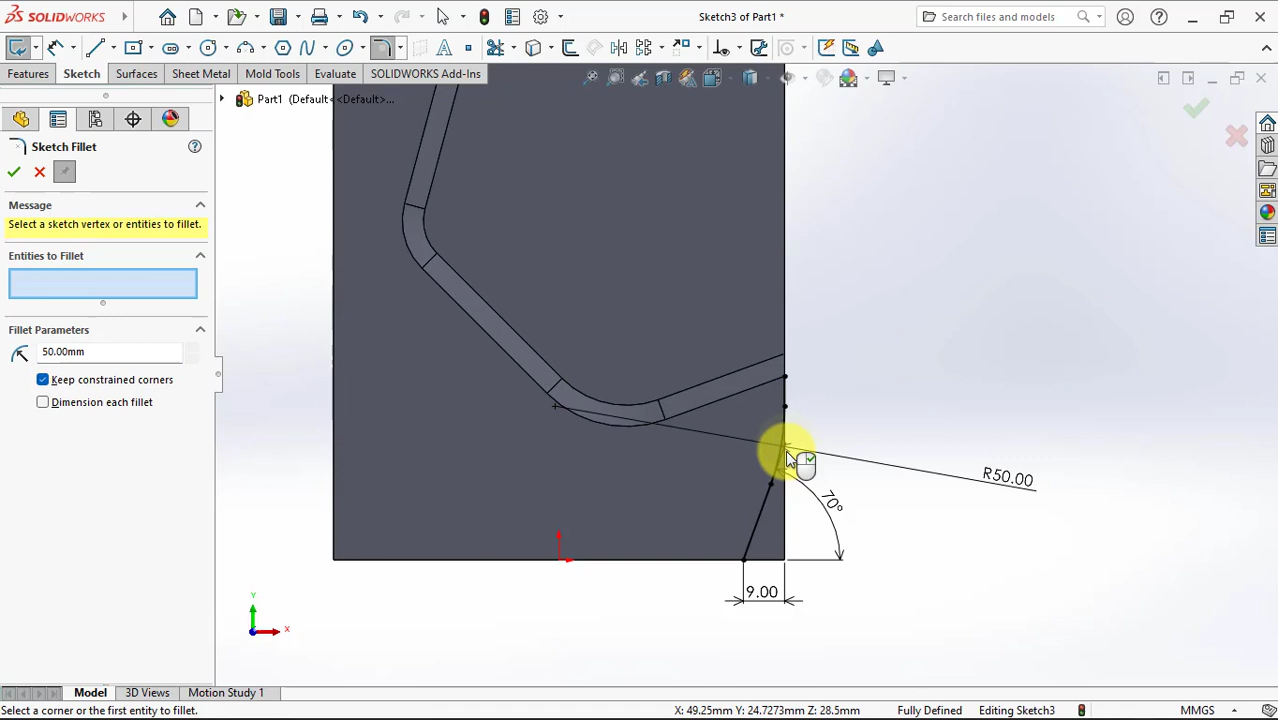 SOLIDWORKS
Sketch3 of Part1 *
Search files and models
Features
Sketch
Surfaces
Sheet Metal
Mold Tools
Evaluate
SOLIDWORKS Add-Ins
Part1 (Default<<Default>...
Sketch Fillet
Message
Select a sketch vertex or entities to fillet.
Entities to Fillet
Fillet Parameters
50.00mm
Keep constrained corners
Dimension each fillet
R50.00
70°
9.00
Y
X
Model
3D Views
Motion Study 1
Select a corner or the first entity to fillet.
X: 49.25mm Y: 24.7273mm Z: 28.5mm
Fully Defined
Editing Sketch3
MMGS